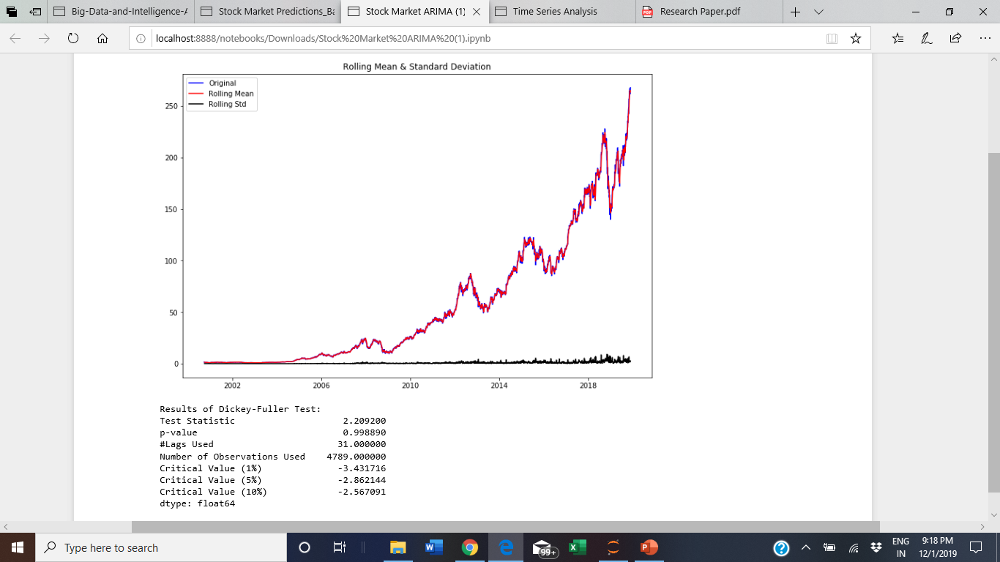 Big-Data-and-Intelligence-A
Stock Market Predictions_Ba
Stock Market ARIMA (1)
Time Series Analysis
Research Paper.pdf
localhost:8888/notebooks/Downloads/Stock%20Market%20ARIMA%20(1).ipynb
Rolling Mean & Standard Deviation
Original
Rolling Mean
Rolling Std
250
200
150
100
50
0
2002 2006 2010 2014 2018
Results of Dickey-Fuller Test:
Test Statistic 2.209200
p-value 0.998890
#Lags Used 31.000000
Number of Observations Used 4789.000000
Critical Value (1%) -3.431716
Critical Value (5%) -2.862144
Critical Value (10%) -2.567091
dtype: float64
Type here to search
99+
ENG
IN
9:18 PM
12/1/2019